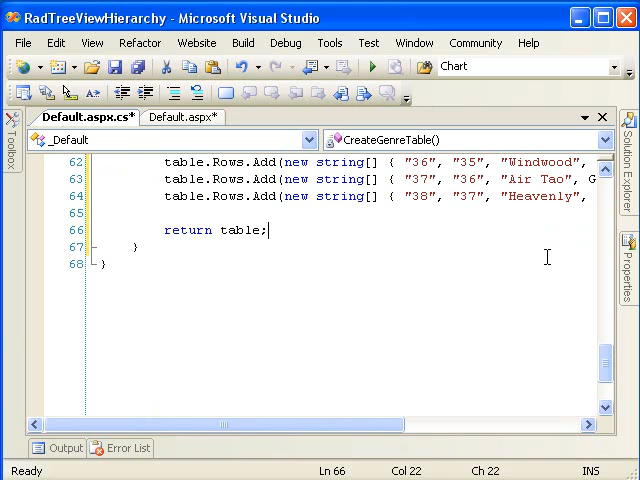 RadTreeViewHierarchy - Microsoft Visual Studio
File Edit View Refactor Website Build Debug Tools Test Window Community Help
Chart
Default.aspx.cs* Default.aspx*
_Default CreateGenreTable()
Toolbox
Solution Explorer
Properties
62 table.Rows.Add(new string[] { "36", "35", "Windwood",
63 table.Rows.Add(new string[] { "37", "36", "Air Tao", G
64 table.Rows.Add(new string[] { "38", "37", "Heavenly",
65
66 return table;
67 }
68 }
Output Error List
Ready Ln 66 Col 22 Ch 22 INS